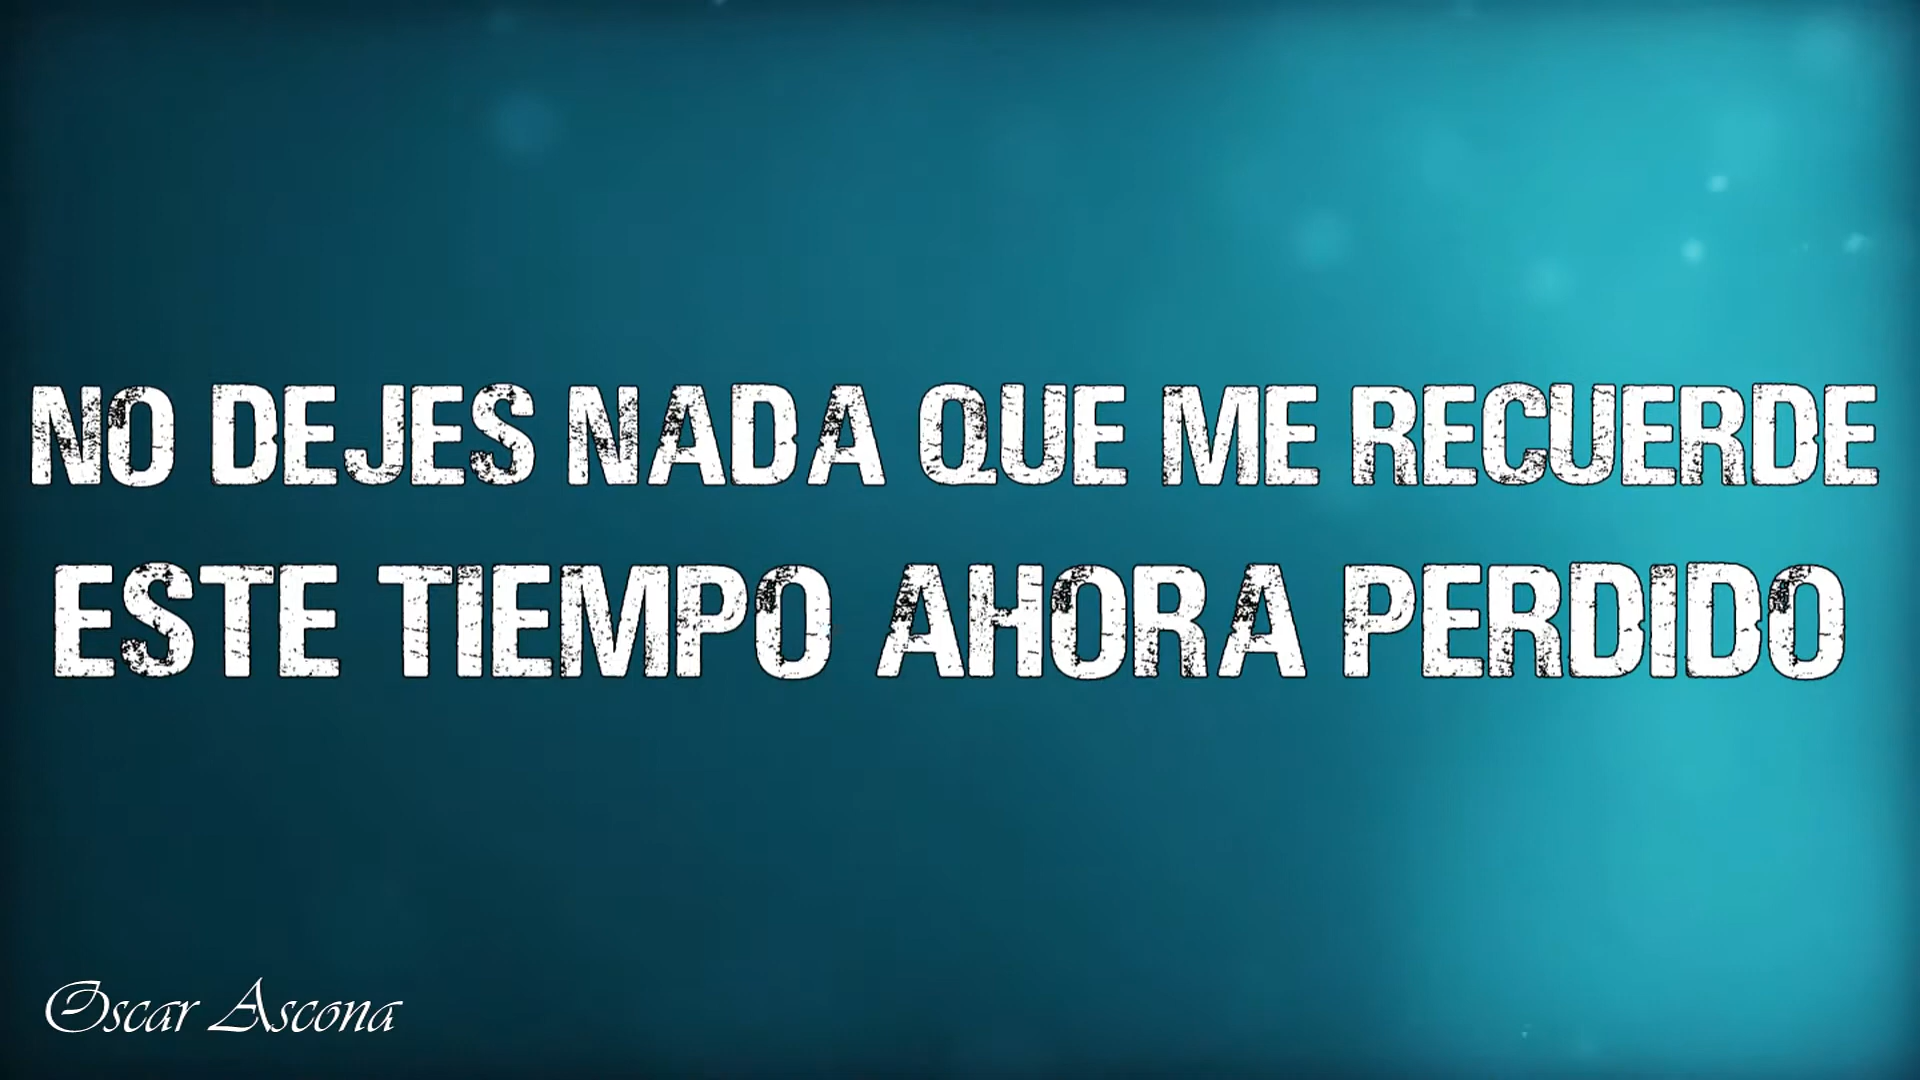 NO DEJES NADA QUE ME RECUERDE
ESTE TIEMPO AHORA PERDIDO
Oscar Ascona